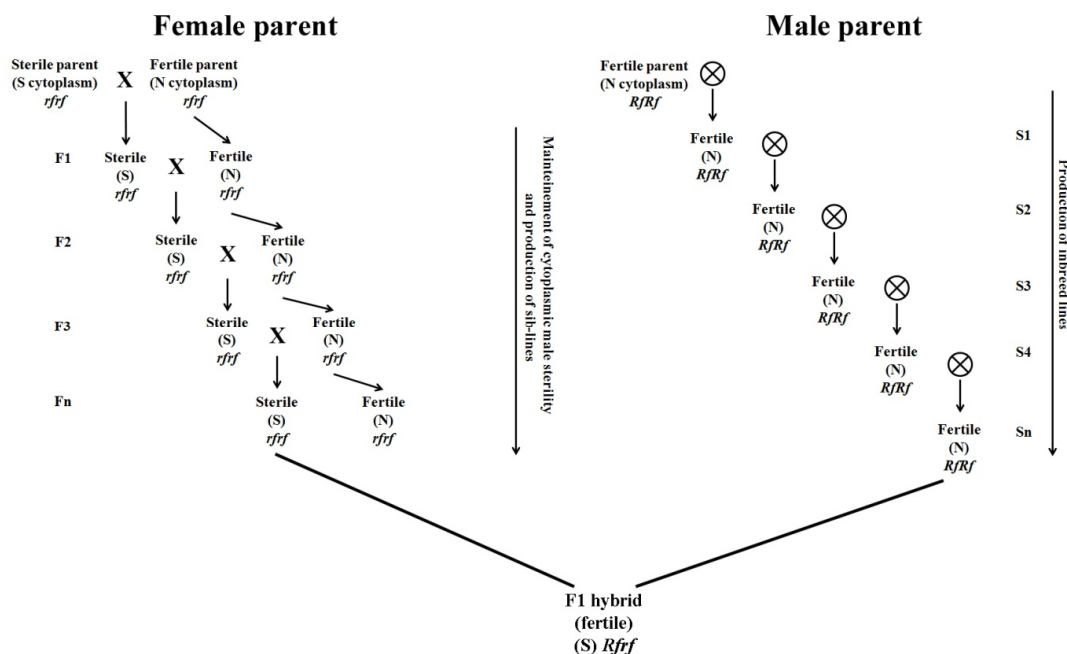 Female parent
Male parent
Sterile parent
(S cytoplasm)
rfrf
X
Fertile parent
(N cytoplasm)
rfrf
F1
Sterile
(S)
rfrf
X
Fertile
(N)
rfrf
F2
Sterile
(S)
rfrf
X
Fertile
(N)
rfrf
F3
Sterile
(S)
rfrf
X
Fertile
(N)
rfrf
Fn
Sterile
(S)
rfrf
Fertile
(N)
rfrf
Mainteinement of cytoplasmic male sterility
and production of sib-lines
Fertile parent
(N cytoplasm)
RfRf
Fertile
(N)
RfRf
S1
Fertile
(N)
RfRf
S2
Fertile
(N)
RfRf
S3
Fertile
(N)
RfRf
S4
Fertile
(N)
RfRf
Sn
Production of inbreed lines
F1 hybrid
(fertile)
(S) Rfrf